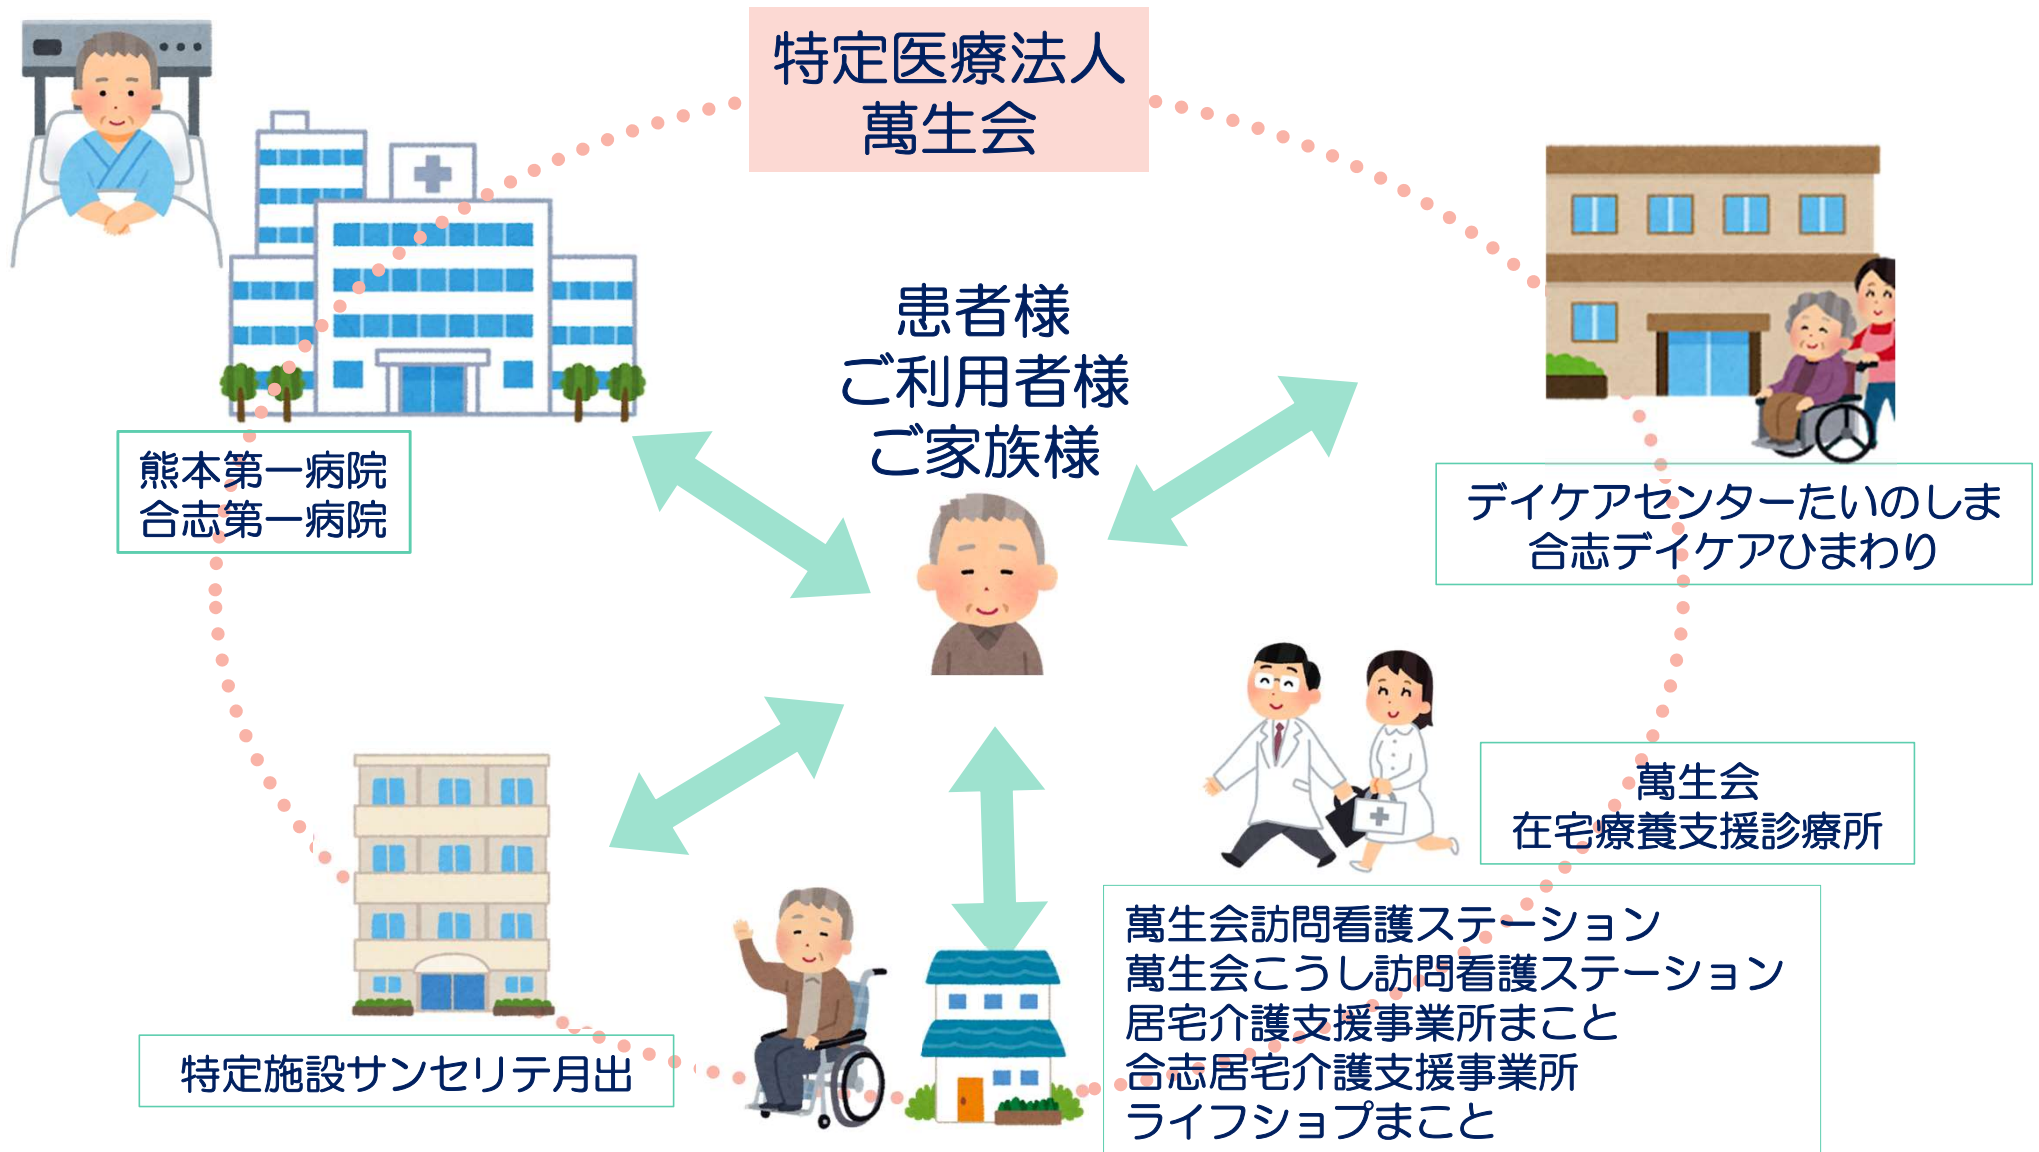 特定医療法人
萬生会
患者様
ご利用者様
ご家族様
熊本第一病院
合志第一病院
デイケアセンターたいのしま
合志デイケアひまわり
萬生会
在宅療養支援診療所
萬生会訪問看護ステーション
萬生会こうし訪問看護ステーション
居宅介護支援事業所まこと
合志居宅介護支援事業所
ライフショプまこと
特定施設サンセリテ月出